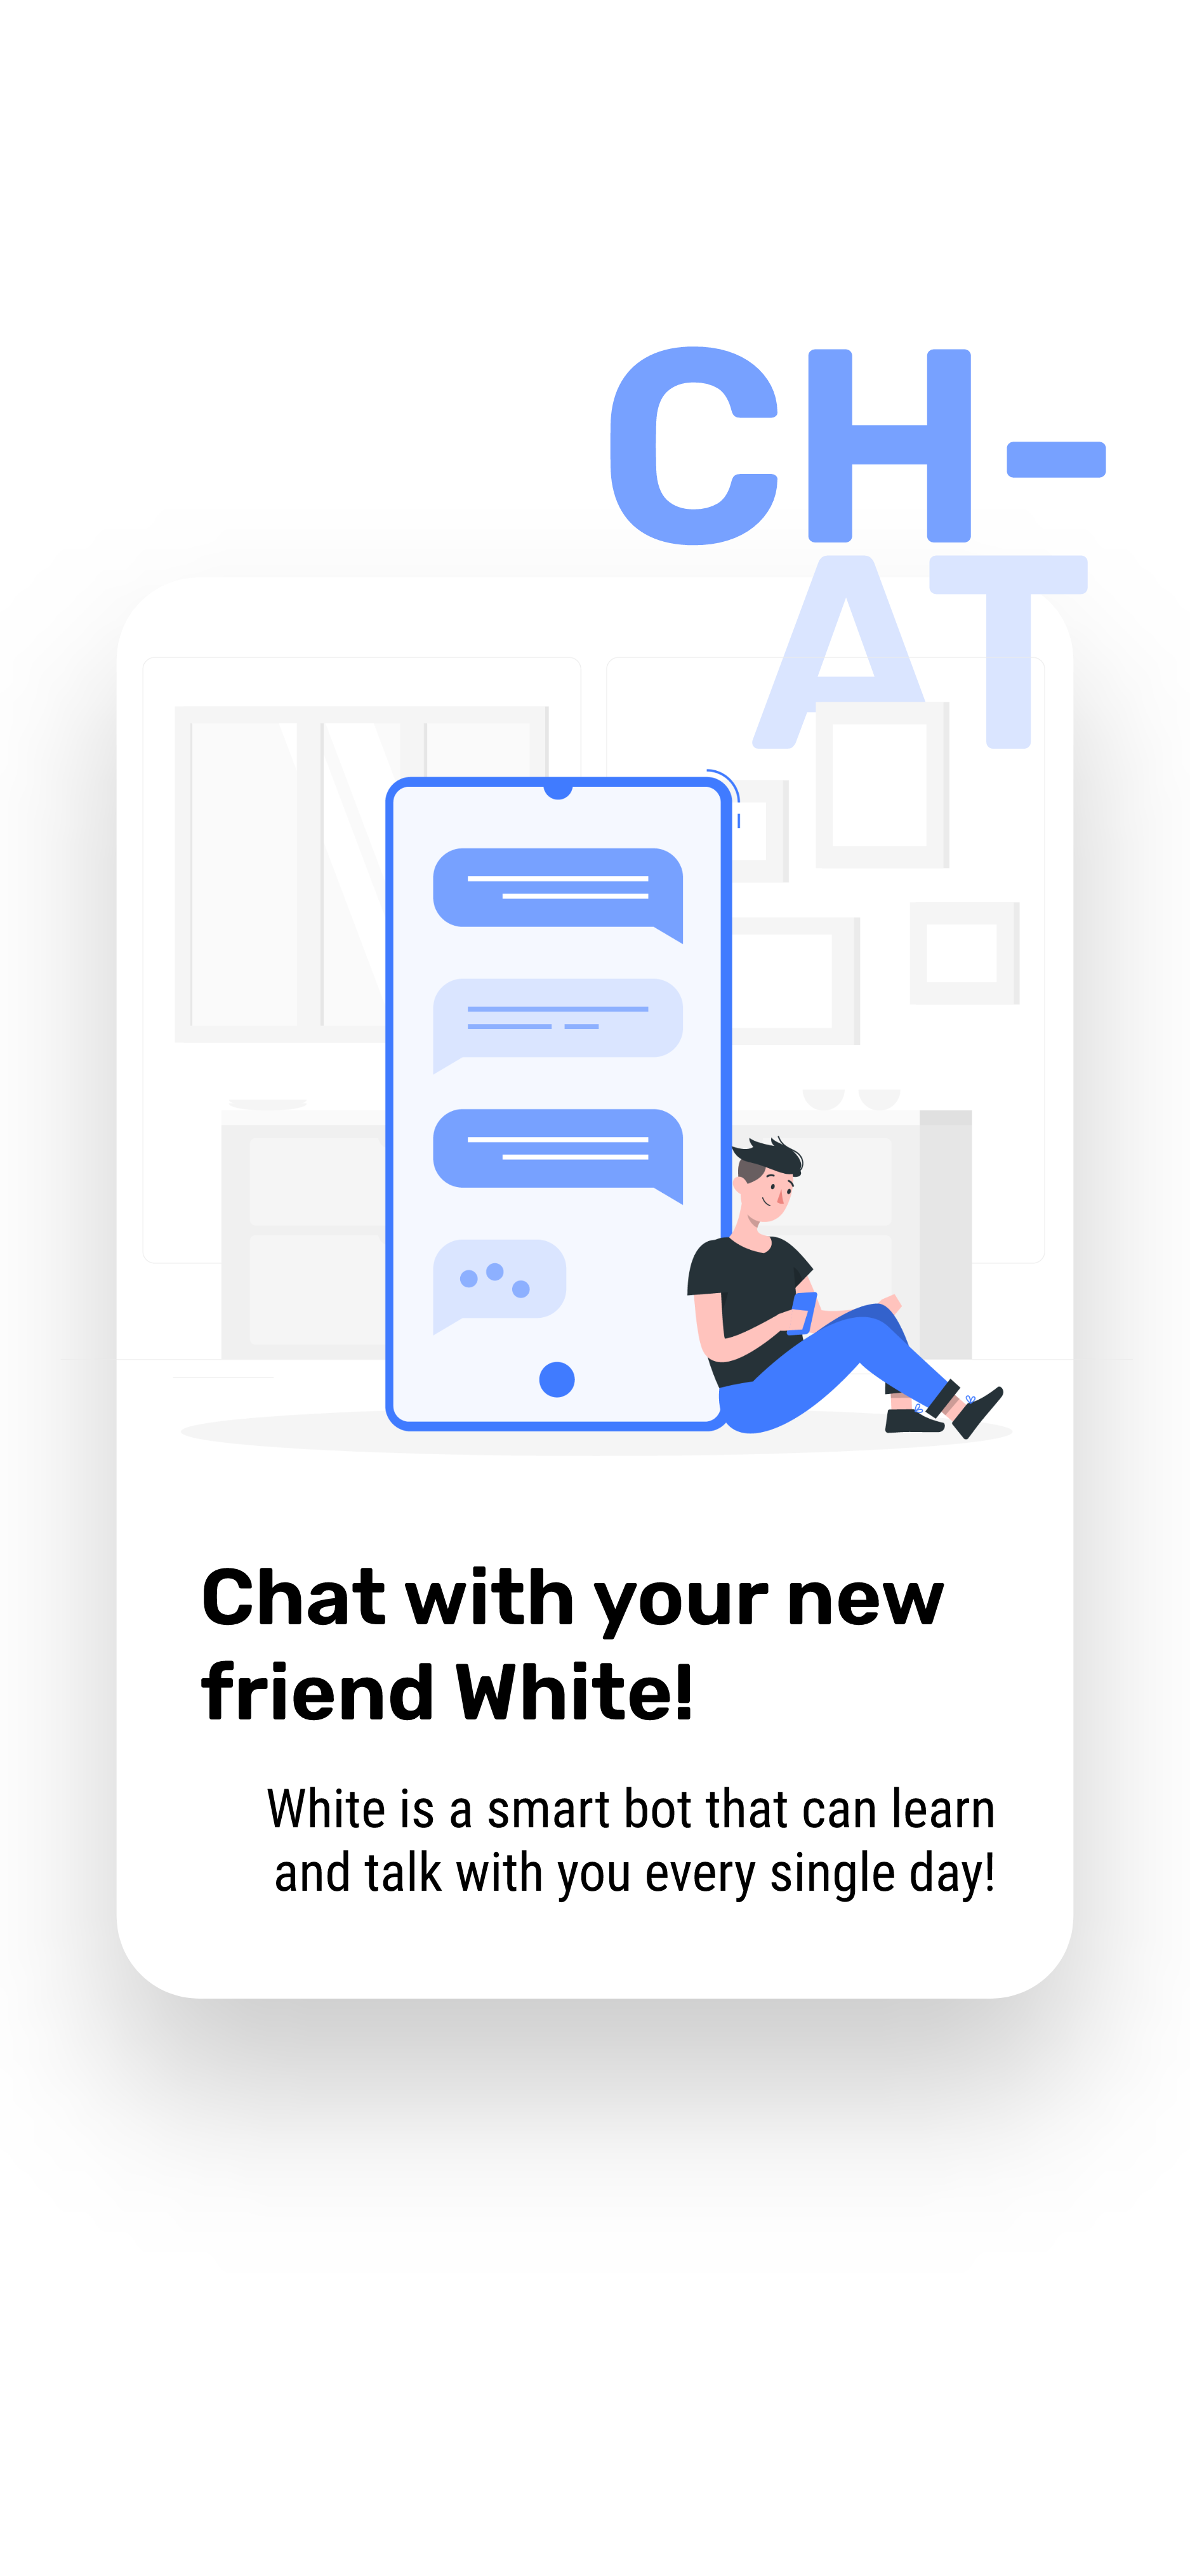 CH-
AT
Chat with your new
friend White!
White is a smart bot that can learn
and talk with you every single day!